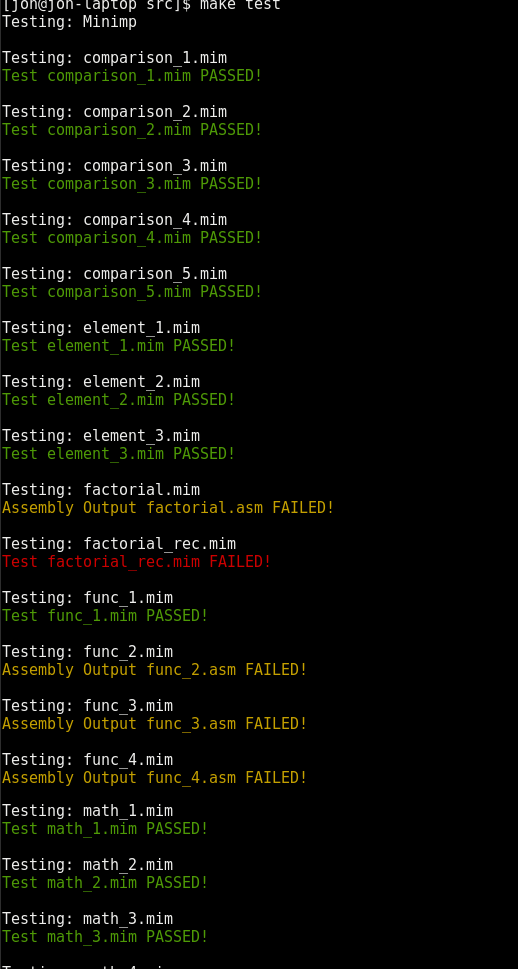 [jon@jon-laptop src]$ make test
Testing: Minimp
Testing: comparison_1.mim
Test comparison_1.mim PASSED!
Testing: comparison_2.mim
Test comparison_2.mim PASSED!
Testing: comparison_3.mim
Test comparison_3.mim PASSED!
Testing: comparison_4.mim
Test comparison_4.mim PASSED!
Testing: comparison_5.mim
Test comparison_5.mim PASSED!
Testing: element_1.mim
Test element_1.mim PASSED!
Testing: element_2.mim
Test element_2.mim PASSED!
Testing: element_3.mim
Test element_3.mim PASSED!
Testing: factorial.mim
Assembly Output factorial.asm FAILED!
Testing: factorial_rec.mim
Test factorial_rec.mim FAILED!
Testing: func_1.mim
Test func_1.mim PASSED!
Testing: func_2.mim
Assembly Output func_2.asm FAILED!
Testing: func_3.mim
Assembly Output func_3.asm FAILED!
Testing: func_4.mim
Assembly Output func_4.asm FAILED!
Testing: math_1.mim
Test math_1.mim PASSED!
Testing: math_2.mim
Test math_2.mim PASSED!
Testing: math_3.mim
Test math_3.mim PASSED!